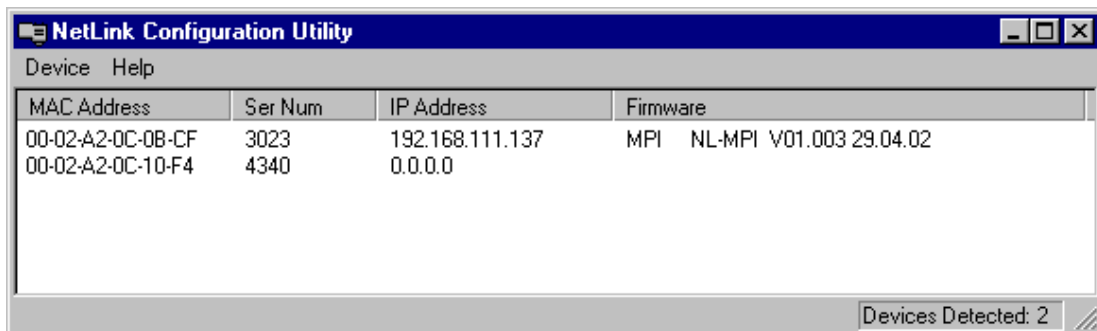 NetLink Configuration Utility
Device Help
MAC Address Ser Num IP Address Firmware
00-02-A2-0C-0B-CF 3023 192.168.111.137 MPI NL-MPI V01.003 29.04.02
00-02-A2-0C-10-F4 4340 0.0.0.0
Devices Detected: 2